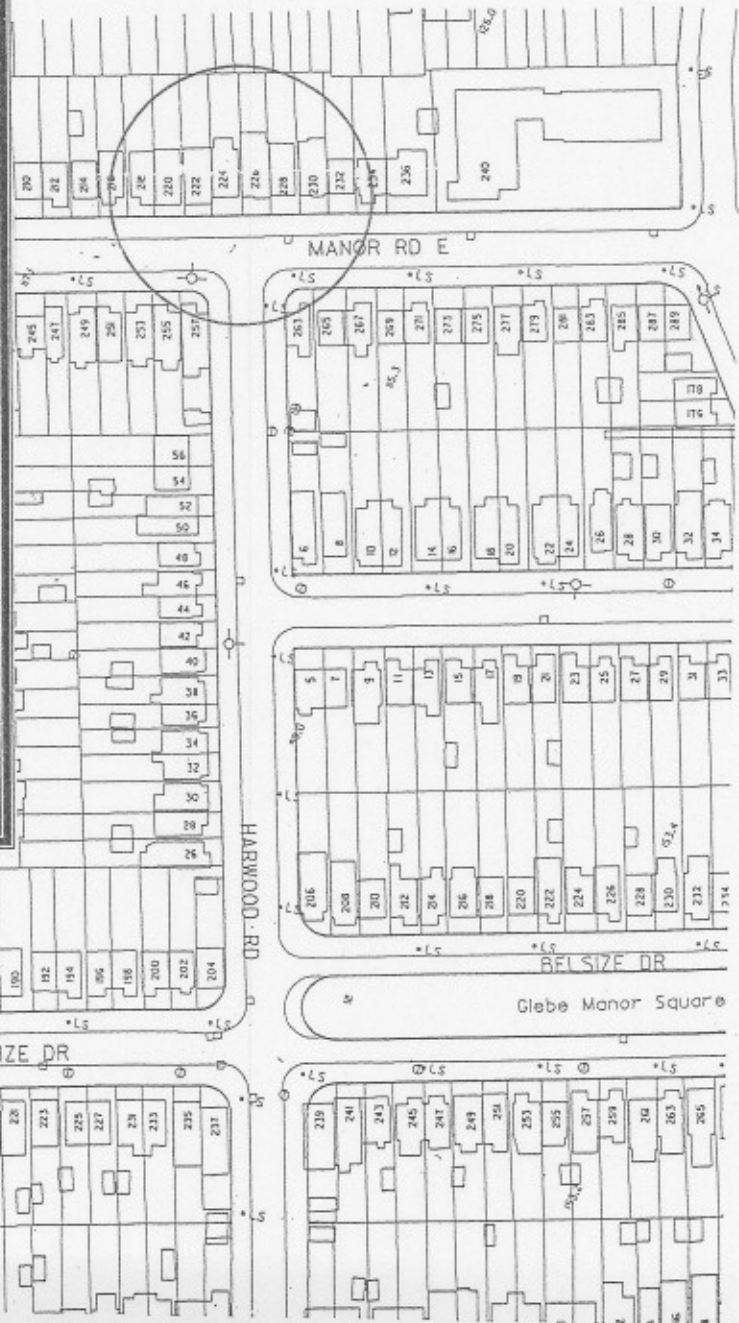 126.0
210 212 214 216 218 220 222 224 226 228 230 232 234 236 240
MANOR RD E
245 247 249 251 253 255 257
263 265 267 269 271 273 275 277 279 281 283 285 287 289
178
176
56
54
52
50
48
46
44
42
40
38
36
34
32
30
28
26
6 8 10 12 14 16 18 20 22 24 26 28 30 32 34
5 7 9 11 13 15 17 19 21 23 25 27 29 31 33
HARWOOD RD
206 208 210 212 214 216 218 220 222 224 226 228 230 232 234
190 192 194 196 198 200 202 204
BELSIZE DR
Glebe Manor Square
IZE DR
221 223 225 227 231 233 235 237
239 241 243 245 247 249 251 253 255 257 259 261 263 265